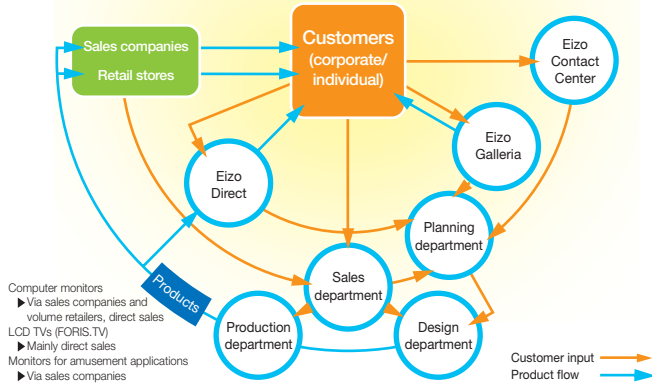 Sales companies
Retail stores
Customers
(corporate/
individual)
Eizo
Contact
Center
Eizo
Galleria
Eizo
Direct
Planning
department
Sales
department
Products
Production
department
Design
department
Computer monitors
▶Via sales companies and
volume retailers, direct sales
LCD TVs (FORIS.TV)
▶Mainly direct sales
Monitors for amusement applications
▶Via sales companies
Customer input
Product flow